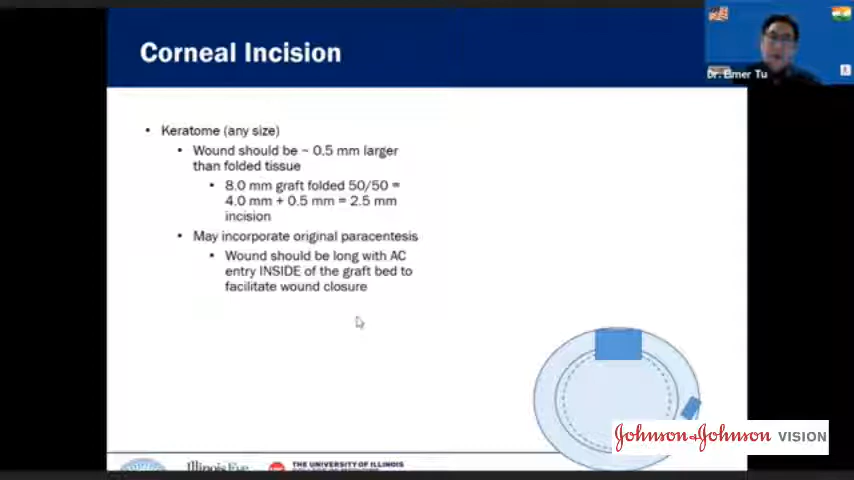 Corneal Incision
Dr. Elmer Tu
• Keratome (any size)
• Wound should be ~ 0.5 mm larger
than folded tissue
• 8.0 mm graft folded 50/50 =
4.0 mm + 0.5 mm = 2.5 mm
incision
• May incorporate original paracentesis
• Wound should be long with AC
entry INSIDE of the graft bed to
facilitate wound closure
Johnson+Johnson VISION
Illinois Eye
THE UNIVERSITY OF ILLINOIS